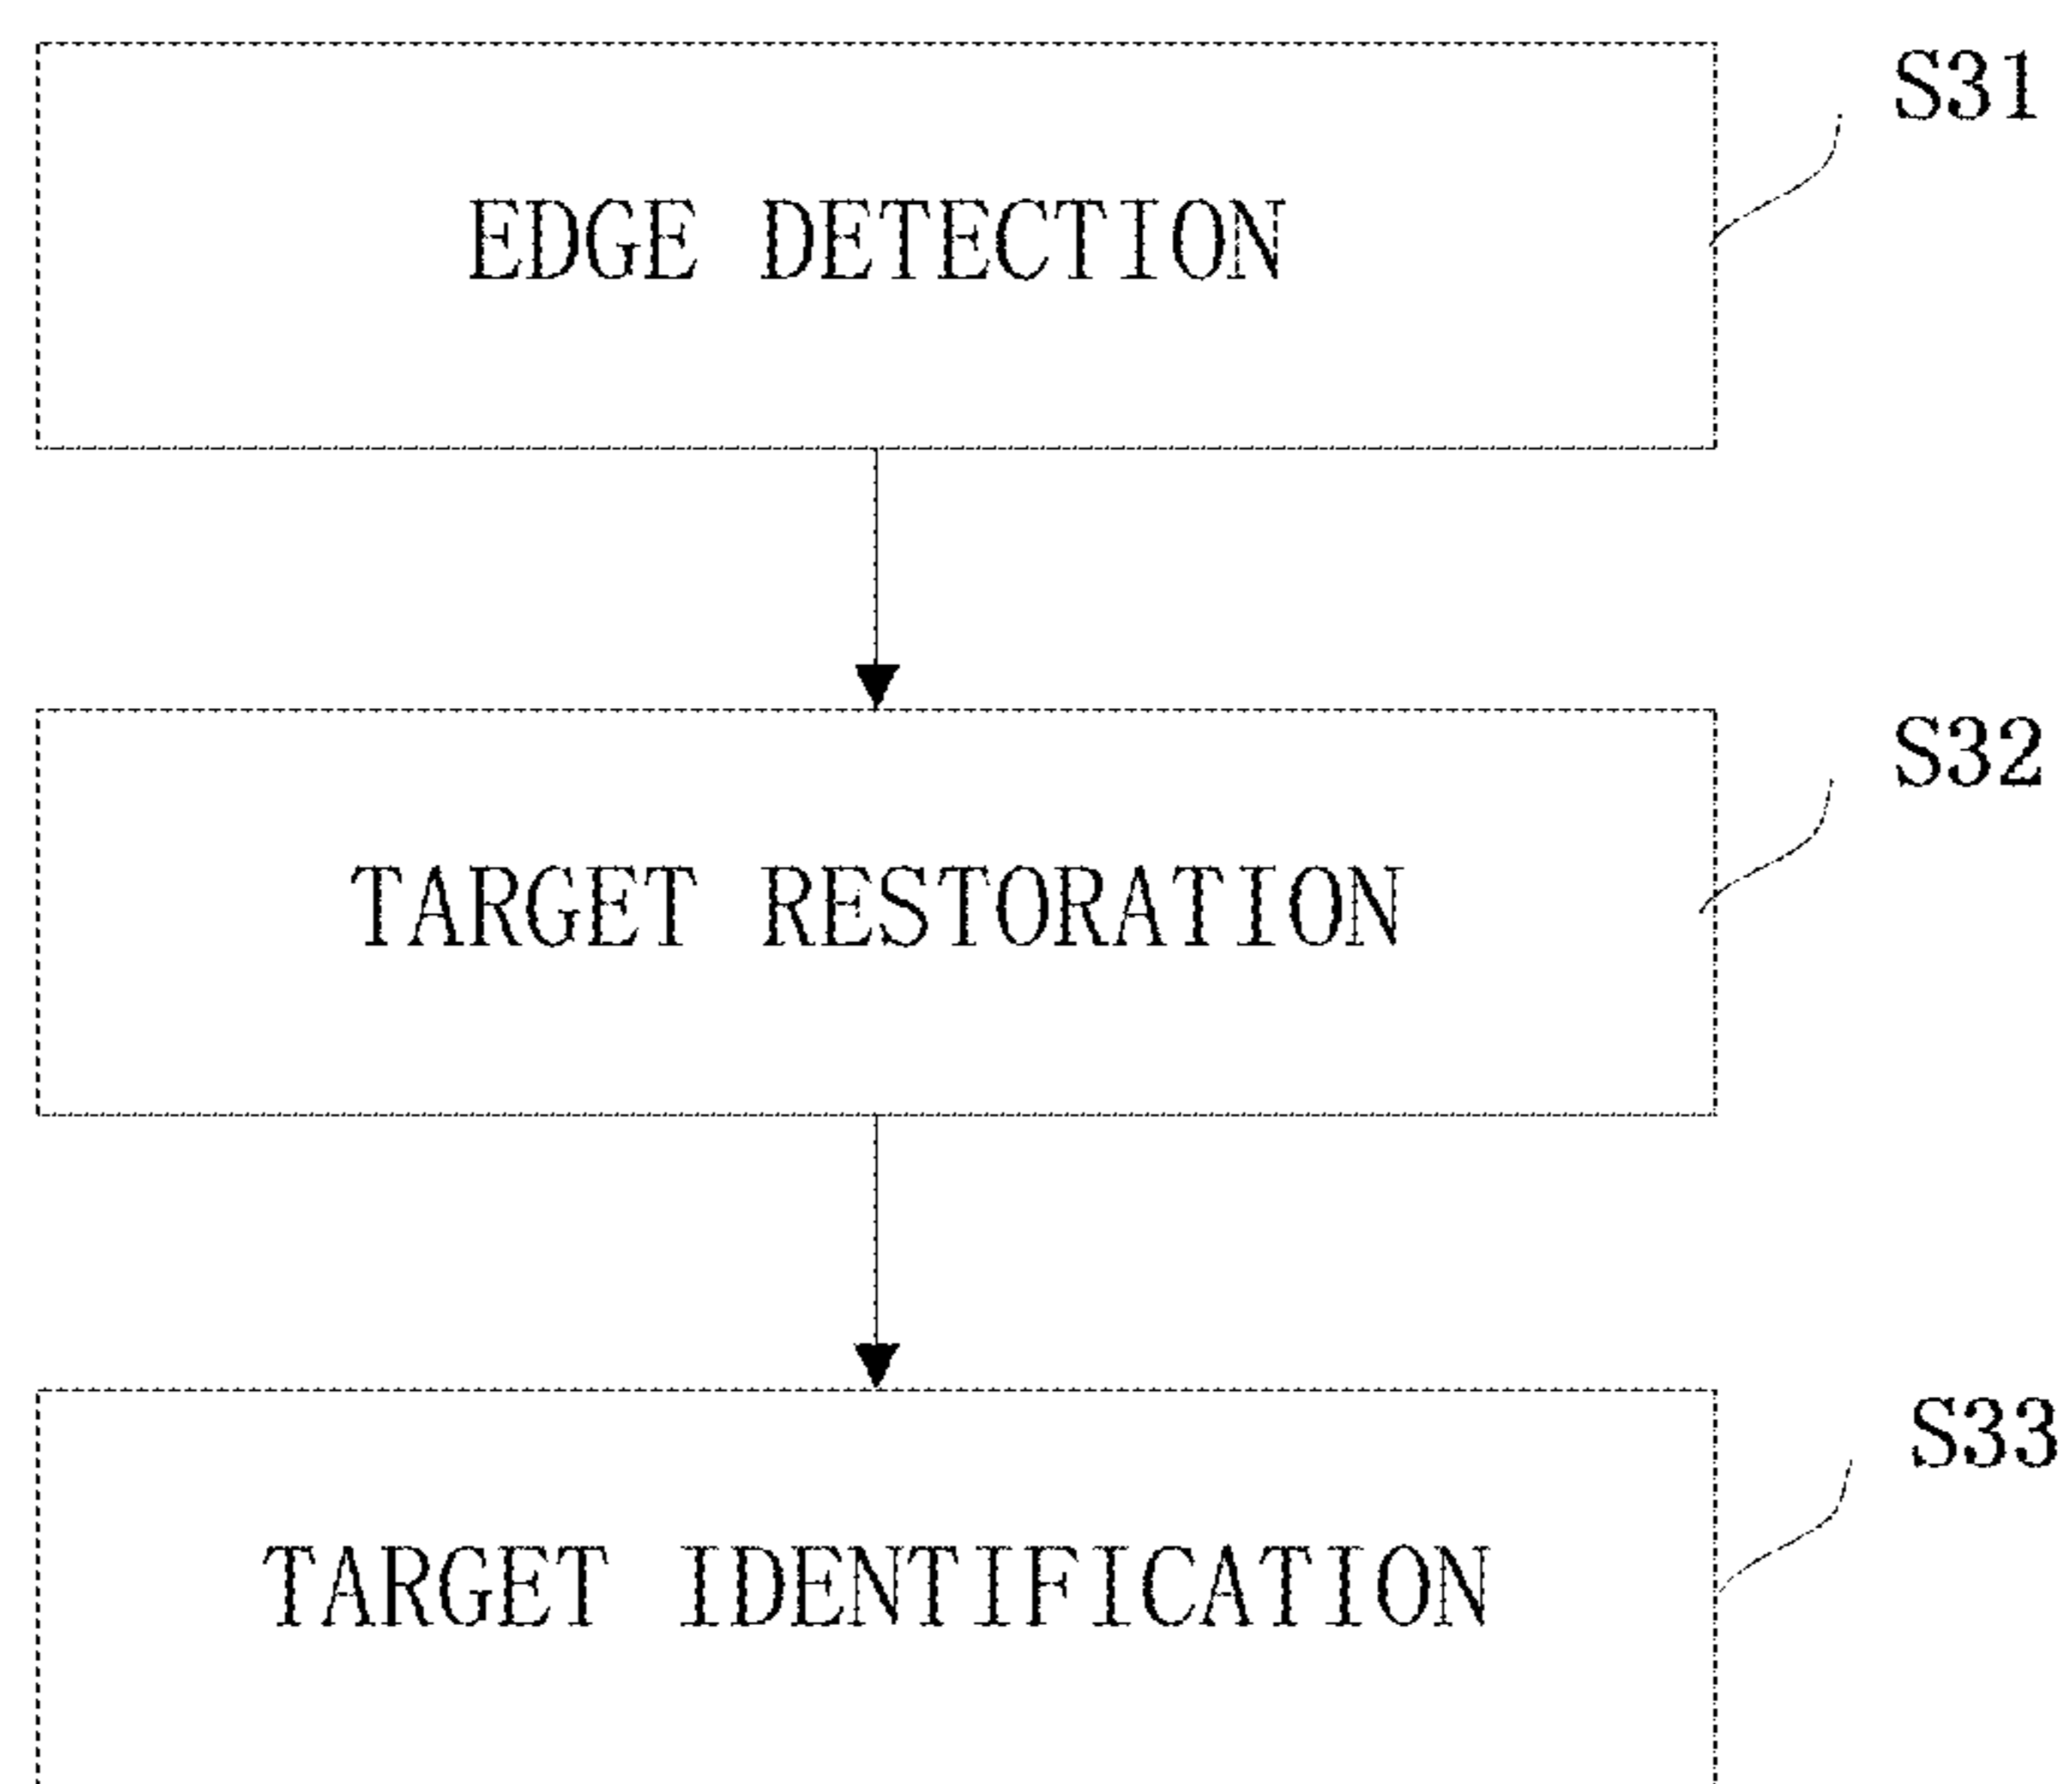 S31
EDGE DETECTION
S32
TARGET RESTORATION
S33
TARGET IDENTIFICATION